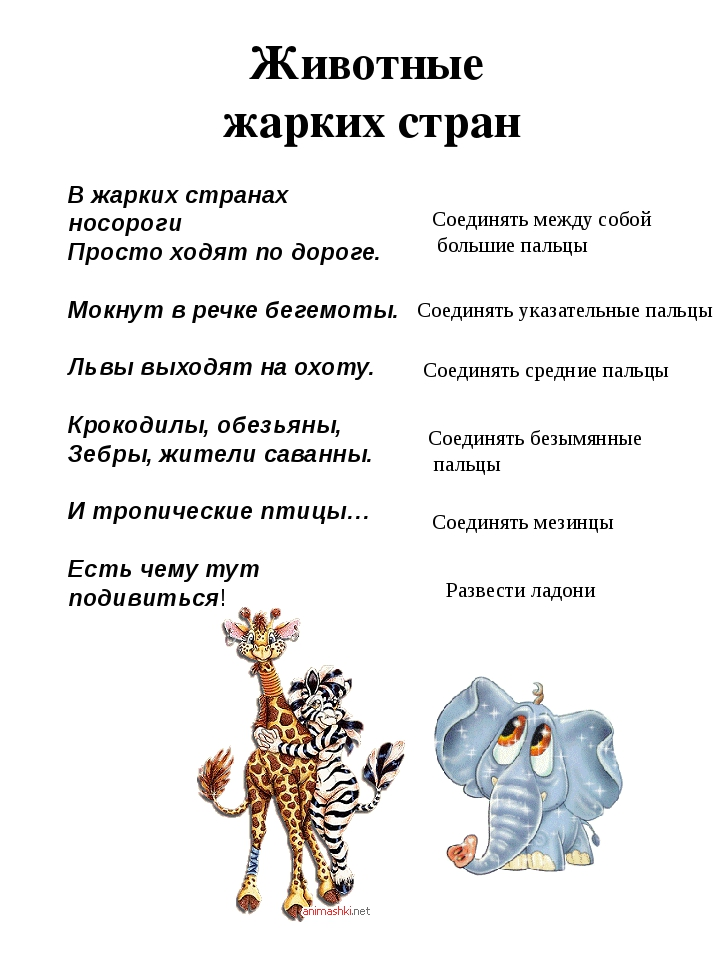 Животные
жарких стран
В жарких странах
носороги
Просто ходят по дороге.
Соединять между собой
большие пальцы
Мокнут в речке бегемоты.
Соединять указательные пальцы
Львы выходят на охоту.
Соединять средние пальцы
Крокодилы, обезьяны,
Зебры, жители саванны.
Соединять безымянные
пальцы
И тропические птицы…
Соединять мезинцы
Есть чему тут
подивиться!
Развести ладони
animashki.net